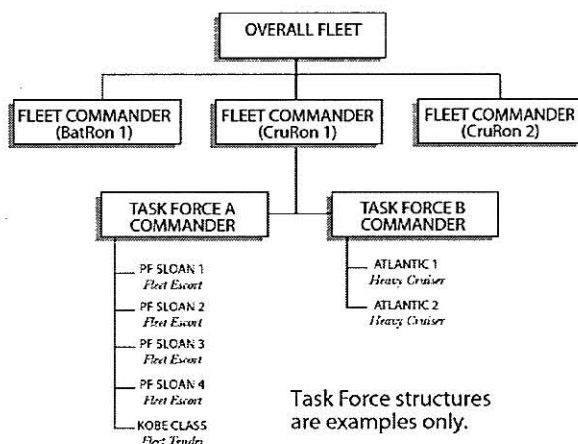 OVERALL FLEET
FLEET COMMANDER
(BatRon 1)
FLEET COMMANDER
(CruRon 1)
FLEET COMMANDER
(CruRon 2)
TASK FORCE A
COMMANDER
TASK FORCE B
COMMANDER
PF SLOAN 1
Fleet Escort
PF SLOAN 2
Fleet Escort
PF SLOAN 3
Fleet Escort
PF SLOAN 4
Fleet Escort
KOBE CLASS
Fleet Tender
ATLANTIC 1
Heavy Cruiser
ATLANTIC 2
Heavy Cruiser
Task Force structures
are examples only.